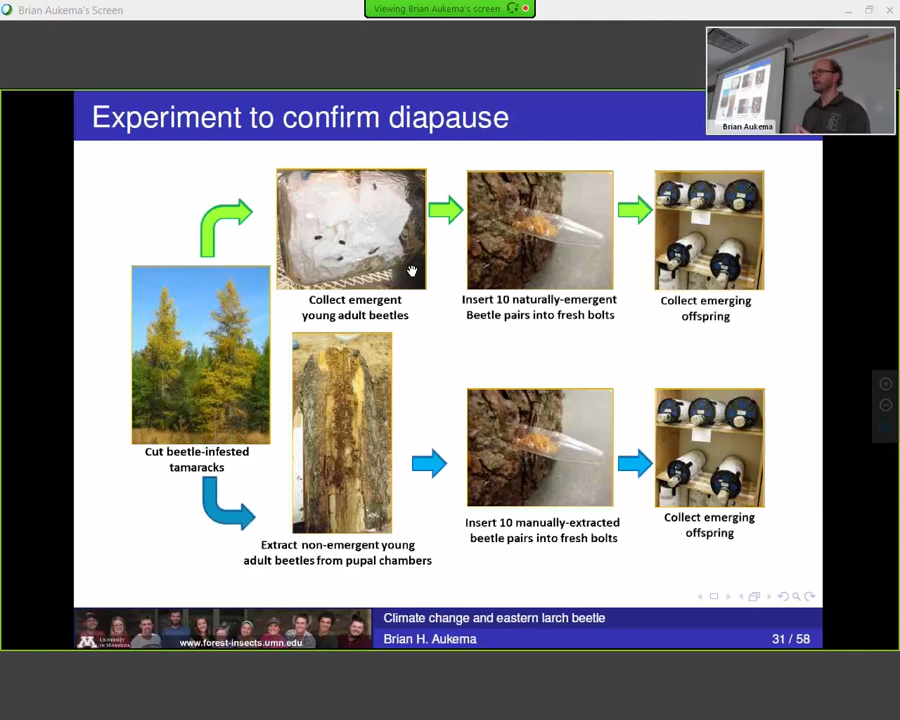 Brian Aukema's Screen
Viewing Brian Aukema's screen
Brian Aukema
Experiment to confirm diapause
Collect emergent
young adult beetles
Insert 10 naturally-emergent
Beetle pairs into fresh bolts
Collect emerging
offspring
Cut beetle-infested
tamaracks
Extract non-emergent young
adult beetles from pupal chambers
Insert 10 manually-extracted
beetle pairs into fresh bolts
Collect emerging
offspring
UNIVERSITY
OF MINNESOTA
www.forest-insects.umn.edu
Climate change and eastern larch beetle
Brian H. Aukema
31 / 58